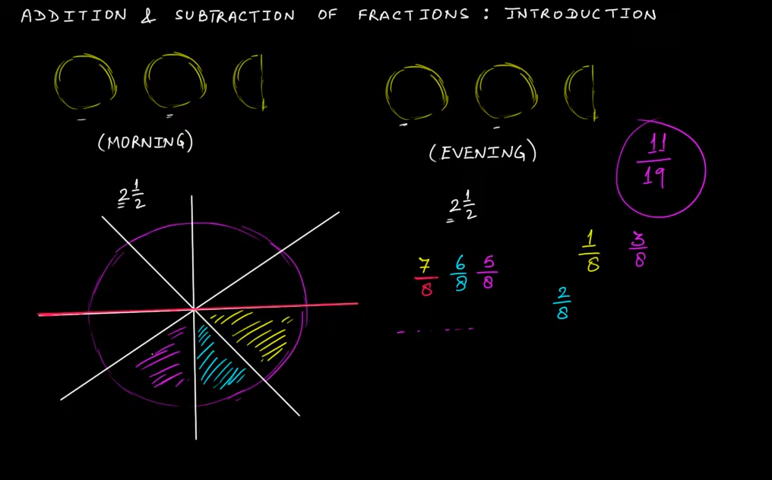 ADDITION & SUBTRACTION OF FRACTIONS : INTRODUCTION
(MORNING)
(EVENING)
11/19
2 1/2
2 1/2
7/8 6/8 5/8
1/8 3/8
2/8